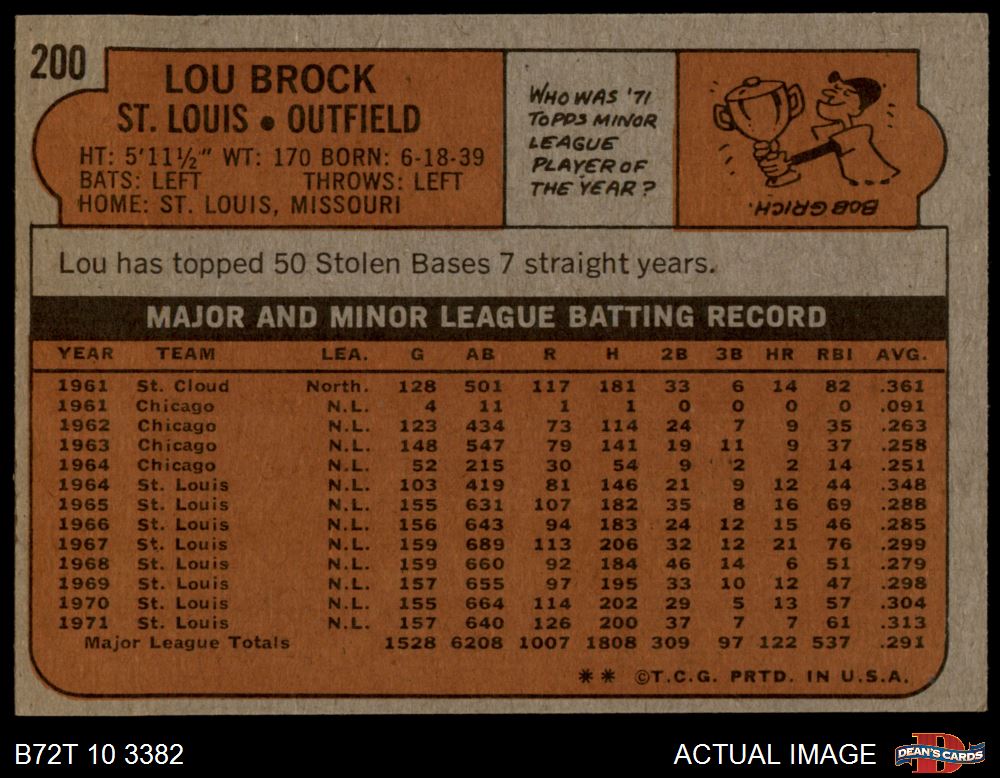 200
LOU BROCK
ST. LOUIS • OUTFIELD
HT: 5'11½" WT: 170 BORN: 6-18-39
BATS: LEFT THROWS: LEFT
HOME: ST. LOUIS, MISSOURI
WHO WAS '71
TOPPS MINOR
LEAGUE
PLAYER OF
THE YEAR?
BOB GRICH.
Lou has topped 50 Stolen Bases 7 straight years.
MAJOR AND MINOR LEAGUE BATTING RECORD
YEAR TEAM LEA. G AB R H 2B 3B HR RBI AVG.
1961 St. Cloud North. 128 501 117 181 33 6 14 82 .361
1961 Chicago N.L. 4 11 1 1 0 0 0 0 .091
1962 Chicago N.L. 123 434 73 114 24 7 9 35 .263
1963 Chicago N.L. 148 547 79 141 19 11 9 37 .258
1964 Chicago N.L. 52 215 30 54 9 2 2 14 .251
1964 St. Louis N.L. 103 419 81 146 21 9 12 44 .348
1965 St. Louis N.L. 155 631 107 182 35 8 16 69 .288
1966 St. Louis N.L. 156 643 94 183 24 12 15 46 .285
1967 St. Louis N.L. 159 689 113 206 32 12 21 76 .299
1968 St. Louis N.L. 159 660 92 184 46 14 6 51 .279
1969 St. Louis N.L. 157 655 97 195 33 10 12 47 .298
1970 St. Louis N.L. 155 664 114 202 29 5 13 57 .304
1971 St. Louis N.L. 157 640 126 200 37 7 7 61 .313
Major League Totals 1528 6208 1007 1808 309 97 122 537 .291
** ©T.C.G. PRTD. IN U.S.A.
B72T 10 3382
ACTUAL IMAGE
D
DEAN'S CARDS